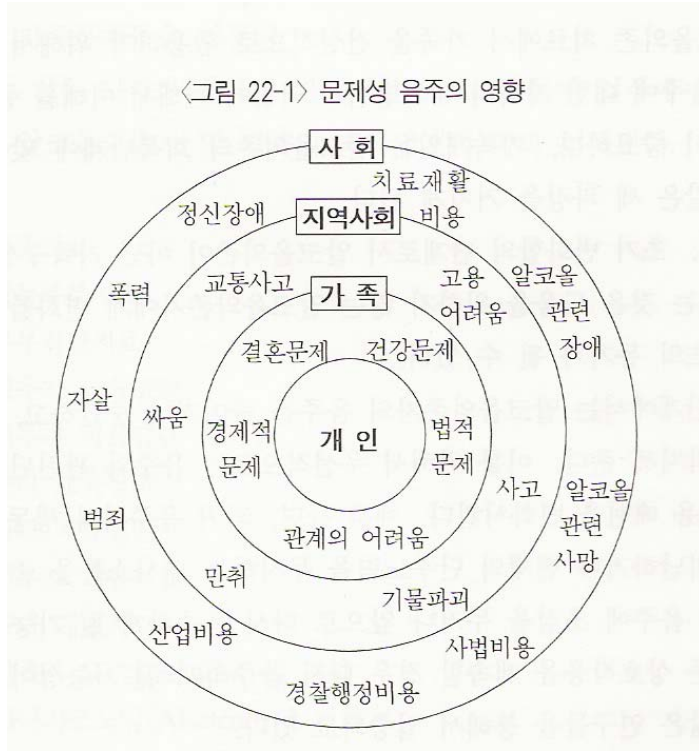 〈그림 22-1〉 문제성 음주의 영향
사 회
치료재활
비용
정신장애
지역사회
폭력
교통사고
가 족
고용
어려움
알코올
관련
장애
결혼문제
건강문제
자살
싸움
경제적
문제
개 인
법적
문제
사고
알코올
관련
사망
범죄
관계의 어려움
만취
기물파괴
산업비용
사법비용
경찰행정비용